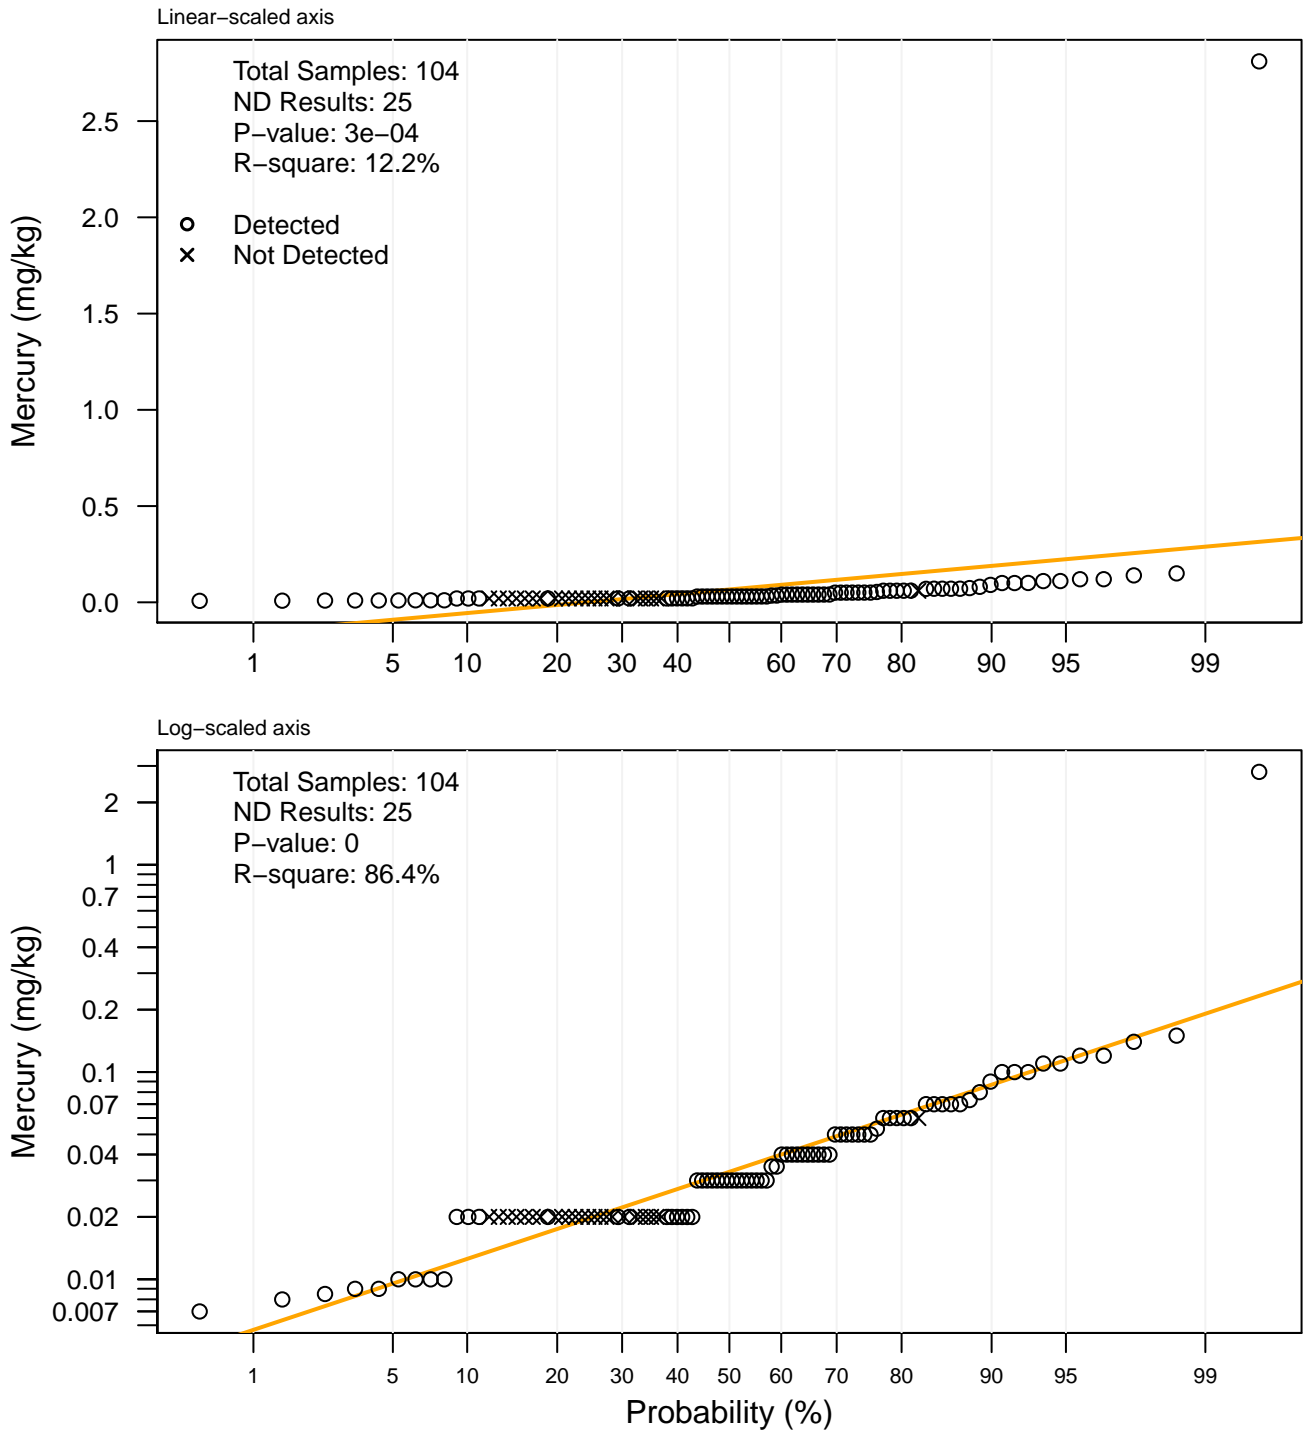 Linear−scaled axis
Total Samples: 104
ND Results: 25
P−value: 3e−04
R−square: 12.2%
Detected
Not Detected
Mercury (mg/kg)
2.5
2.0
1.5
1.0
0.5
0.0
1 5 10 20 30 40 60 70 80 90 95 99
Log−scaled axis
Total Samples: 104
ND Results: 25
P−value: 0
R−square: 86.4%
Mercury (mg/kg)
2
1
0.7
0.4
0.2
0.1
0.07
0.04
0.02
0.01
0.007
1 5 10 20 30 40 50 60 70 80 90 95 99
Probability (%)